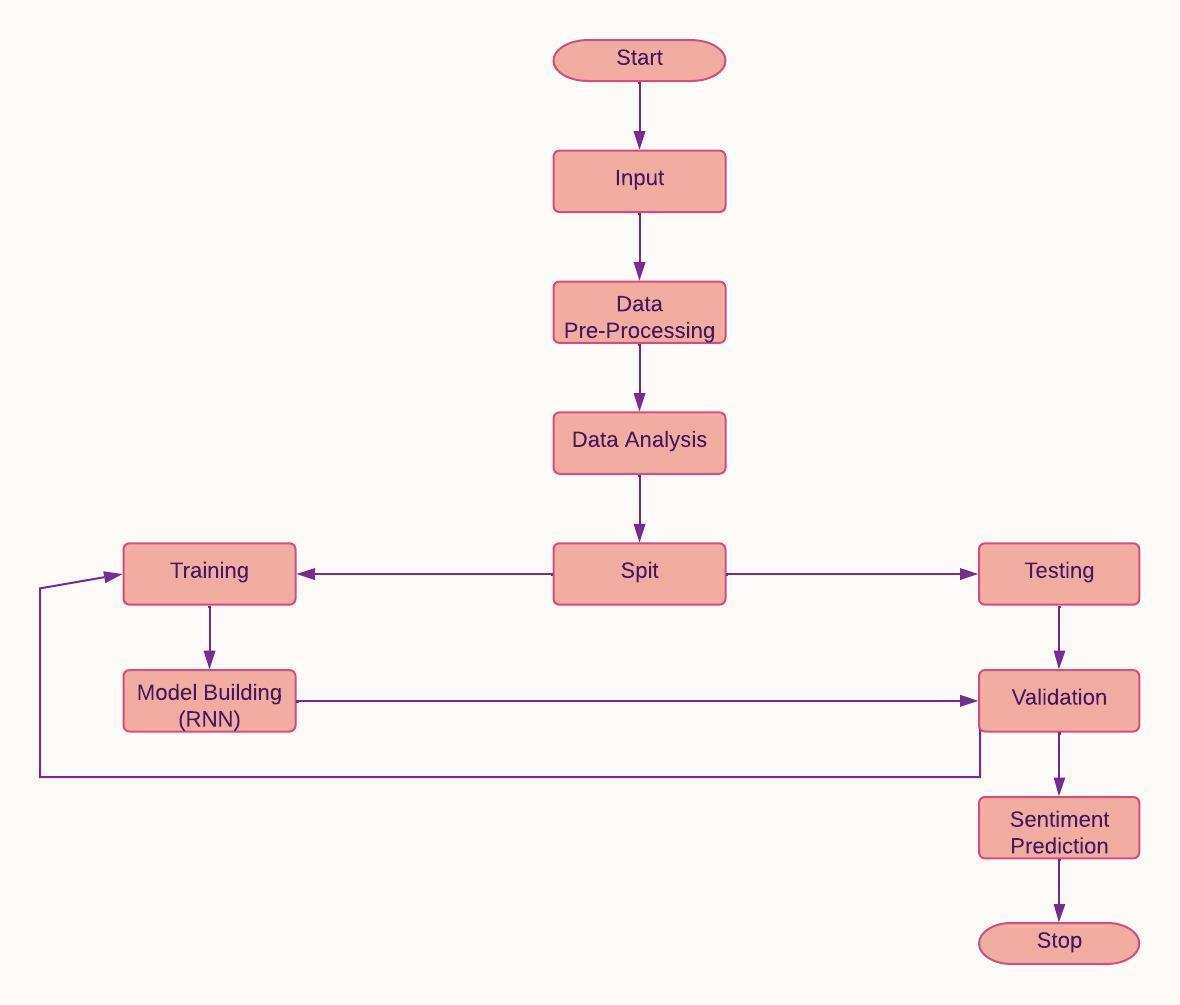 Start
Input
Data
Pre-Processing
Data Analysis
Training
Spit
Testing
Model Building
(RNN)
Validation
Sentiment
Prediction
Stop